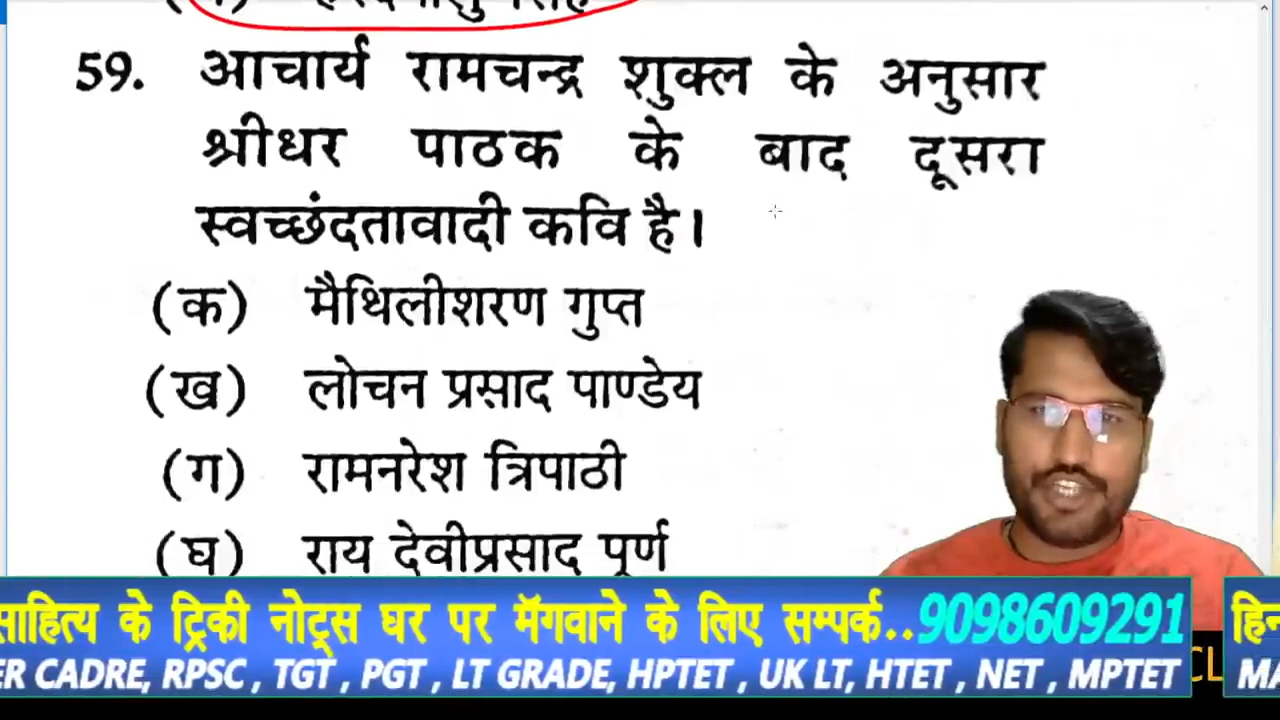 59. आचार्य रामचन्द्र शुक्ल के अनुसार
श्रीधर पाठक के बाद दूसरा
स्वच्छंदतावादी कवि है।
(क) मैथिलीशरण गुप्त
(ख) लोचन प्रसाद पाण्डेय
(ग) रामनरेश त्रिपाठी
(घ) राय देवीप्रसाद पूर्ण
साहित्य के ट्रिकी नोट्स घर पर मॅगवाने के लिए सम्पर्क..9098609291
ER CADRE, RPSC , TGT , PGT , LT GRADE, HPTET , UK LT, HTET , NET , MPTET